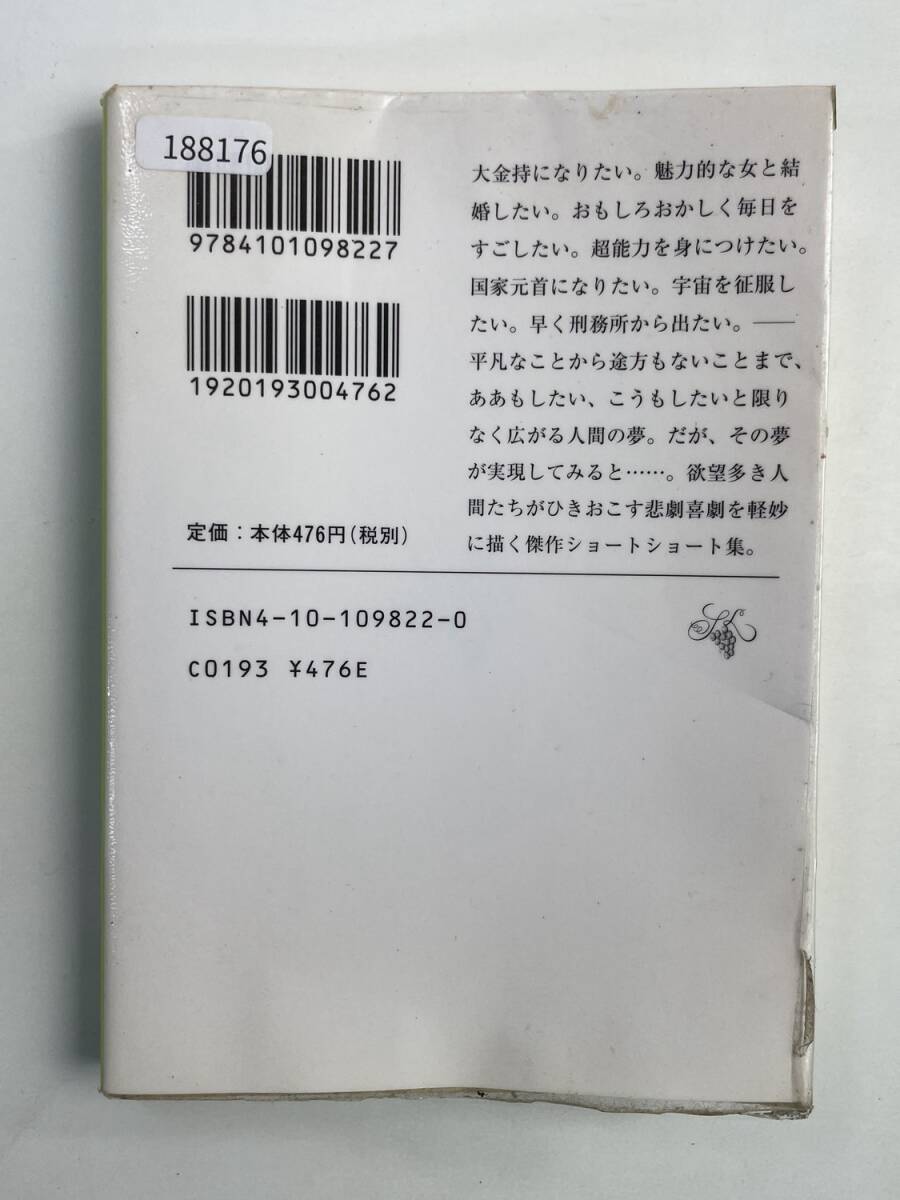 188176
9784101098227
1920193004762
定価：本体476円（税別）
大金持になりたい。魅力的な女と結
婚したい。おもしろおかしく毎日を
すごしたい。超能力を身につけたい。
国家元首になりたい。宇宙を征服し
たい。早く刑務所から出たい。――
平凡なことから途方もないことまで、
ああもしたい、こうもしたいと限り
なく広がる人間の夢。だが、その夢
が実現してみると……。欲望多き人
間たちがひきおこす悲劇喜劇を軽妙
に描く傑作ショートショート集。
ISBN4-10-109822-0
C0193 ¥476E